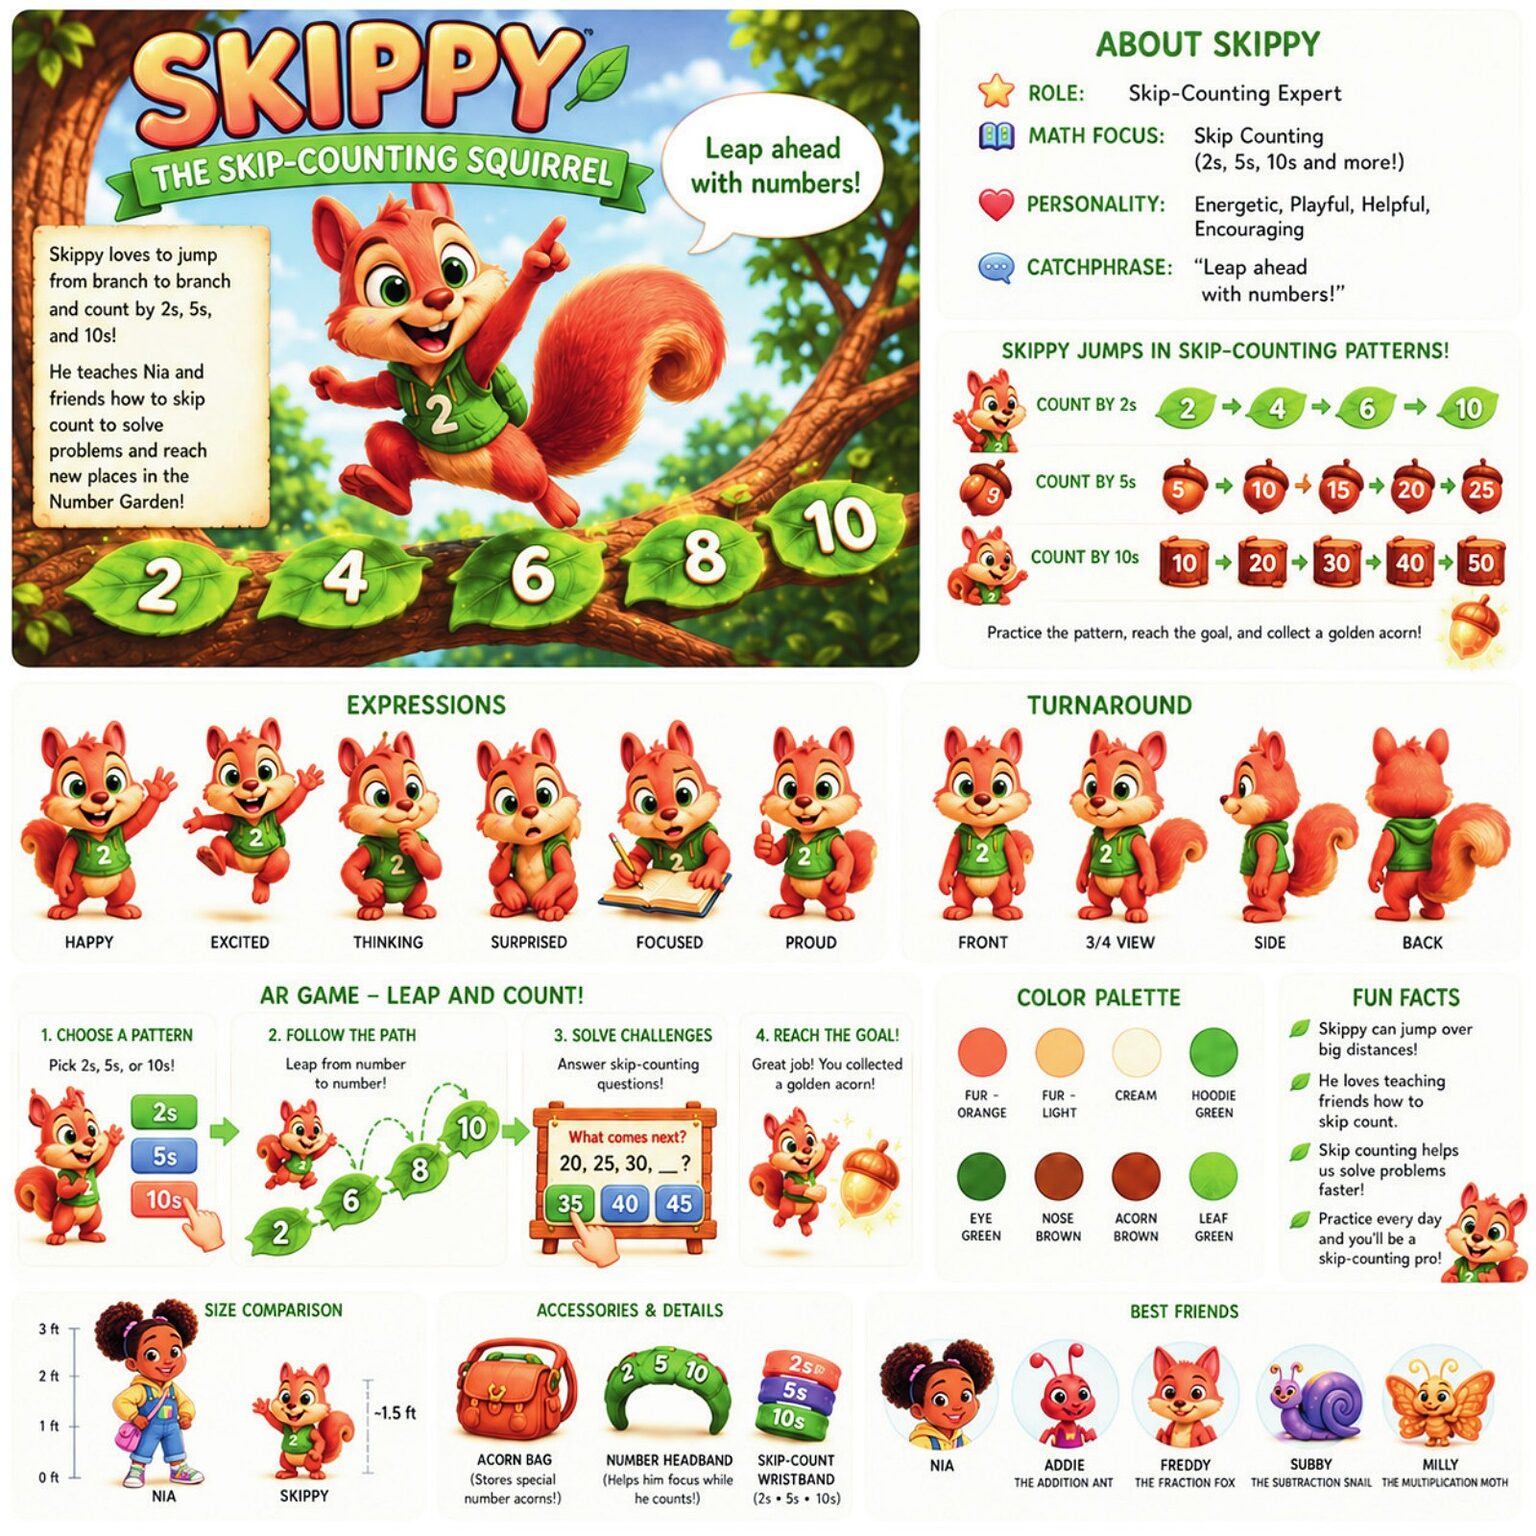 SKIPPY
THE SKIP-COUNTING SQUIRREL
Leap ahead
with numbers!
Skippy loves to jump
from branch to branch
and count by 2s, 5s,
and 10s!
He teaches Nia and
friends how to skip
count to solve
problems and reach
new places in the
Number Garden!
2
2 4 6 8 10
ABOUT SKIPPY
ROLE: Skip-Counting Expert
MATH FOCUS: Skip Counting
(2s, 5s, 10s and more!)
PERSONALITY: Energetic, Playful, Helpful,
Encouraging
CATCHPHRASE: “Leap ahead
with numbers!”
SKIPPY JUMPS IN SKIP-COUNTING PATTERNS!
2
COUNT BY 2s 2 4 6 10
9 COUNT BY 5s 5 10 15 20 25
2
COUNT BY 10s 10 20 30 40 50
Practice the pattern, reach the goal, and collect a golden acorn!
EXPRESSIONS
2 2 2 2 2
HAPPY EXCITED THINKING SURPRISED FOCUSED PROUD
TURNAROUND
2 2
FRONT 3/4 VIEW SIDE BACK
AR GAME – LEAP AND COUNT!
1. CHOOSE A PATTERN
Pick 2s, 5s, or 10s!
2
2s
5s
10s
2. FOLLOW THE PATH
Leap from number
to number!
2
2 6 8 10
3. SOLVE CHALLENGES
Answer skip-counting
questions!
What comes next?
20, 25, 30, __ ?
35 40 45
4. REACH THE GOAL!
Great job! You collected
a golden acorn!
COLOR PALETTE
FUR -
ORANGE
FUR -
LIGHT
CREAM
HOODIE
GREEN
EYE
GREEN
NOSE
BROWN
ACORN
BROWN
LEAF
GREEN
FUN FACTS
Skippy can jump over
big distances!
He loves teaching
friends how to
skip count.
Skip counting helps
us solve problems
faster!
Practice every day
and you'll be a
skip-counting pro!
2
SIZE COMPARISON
3 ft
2 ft
1 ft
0 ft
2
~1.5 ft
NIA SKIPPY
ACCESSORIES & DETAILS
ACORN BAG
(Stores special
number acorns!)
2 5 10
NUMBER HEADBAND
(Helps him focus while
he counts!)
2s
5s
10s
SKIP-COUNT
WRISTBAND
(2s • 5s • 10s)
BEST FRIENDS
NIA
ADDIE
THE ADDITION ANT
FREDDY
THE FRACTION FOX
SUBBY
THE SUBTRACTION SNAIL
MILLY
THE MULTIPLICATION MOTH